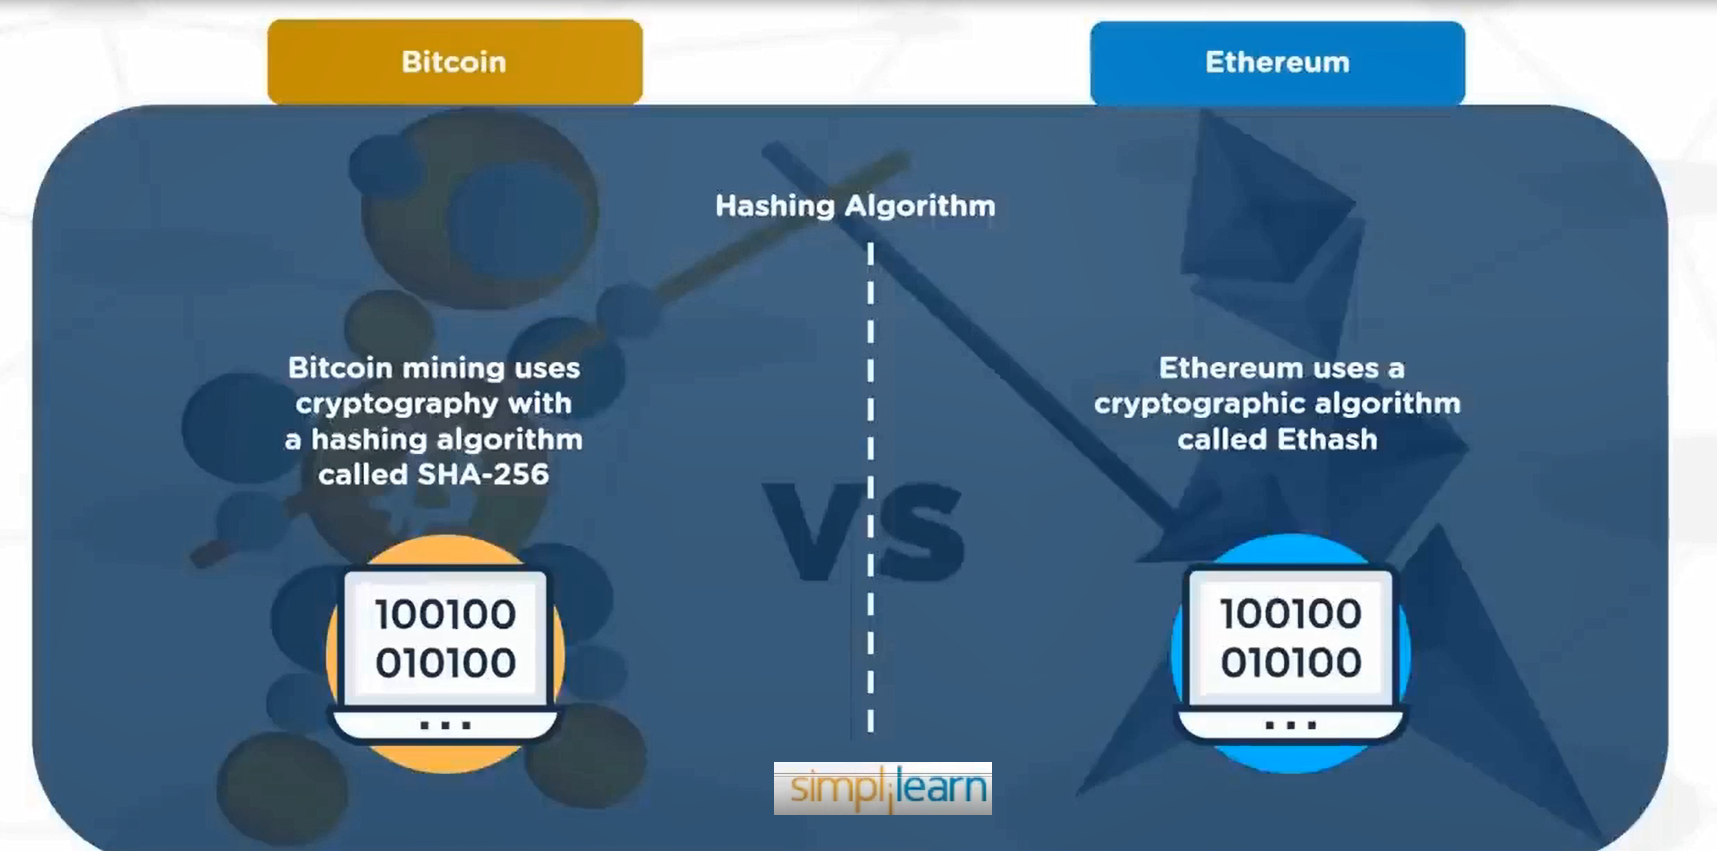 Bitcoin
Ethereum
Hashing Algorithm
Bitcoin mining uses
cryptography with
a hashing algorithm
called SHA-256
Ethereum uses a
cryptographic algorithm
called Ethash
VS
100100
010100
100100
010100
simplilearn